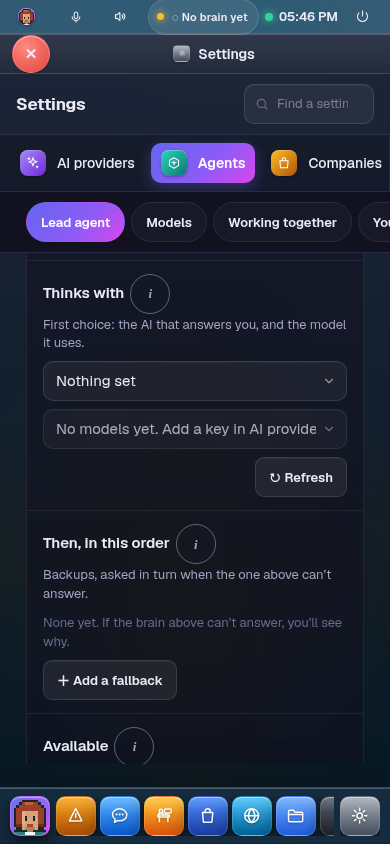 No brain yet
05:46 PM
Settings
Settings
Find a settin
AI providers
Agents
Companies
Lead agent
Models
Working together
You
Thinks with
i
First choice: the AI that answers you, and the model
it uses.
Nothing set
No models yet. Add a key in AI provide
↻ Refresh
Then, in this order
i
Backups, asked in turn when the one above can't
answer.
None yet. If the brain above can't answer, you'll see
why.
+ Add a fallback
Available
i